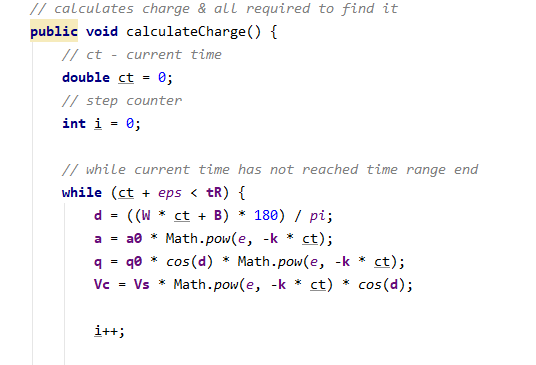 // calculates charge & all required to find it
public void calculateCharge() {
// ct - current time
double ct = 0;
// step counter
int i = 0;
// while current time has not reached time range end
while (ct + eps < tR) {
d = ((W * ct + B) * 180) / pi;
a = a0 * Math.pow(e, -k * ct);
q = q0 * cos(d) * Math.pow(e, -k * ct);
Vc = Vs * Math.pow(e, -k * ct) * cos(d);
i++;